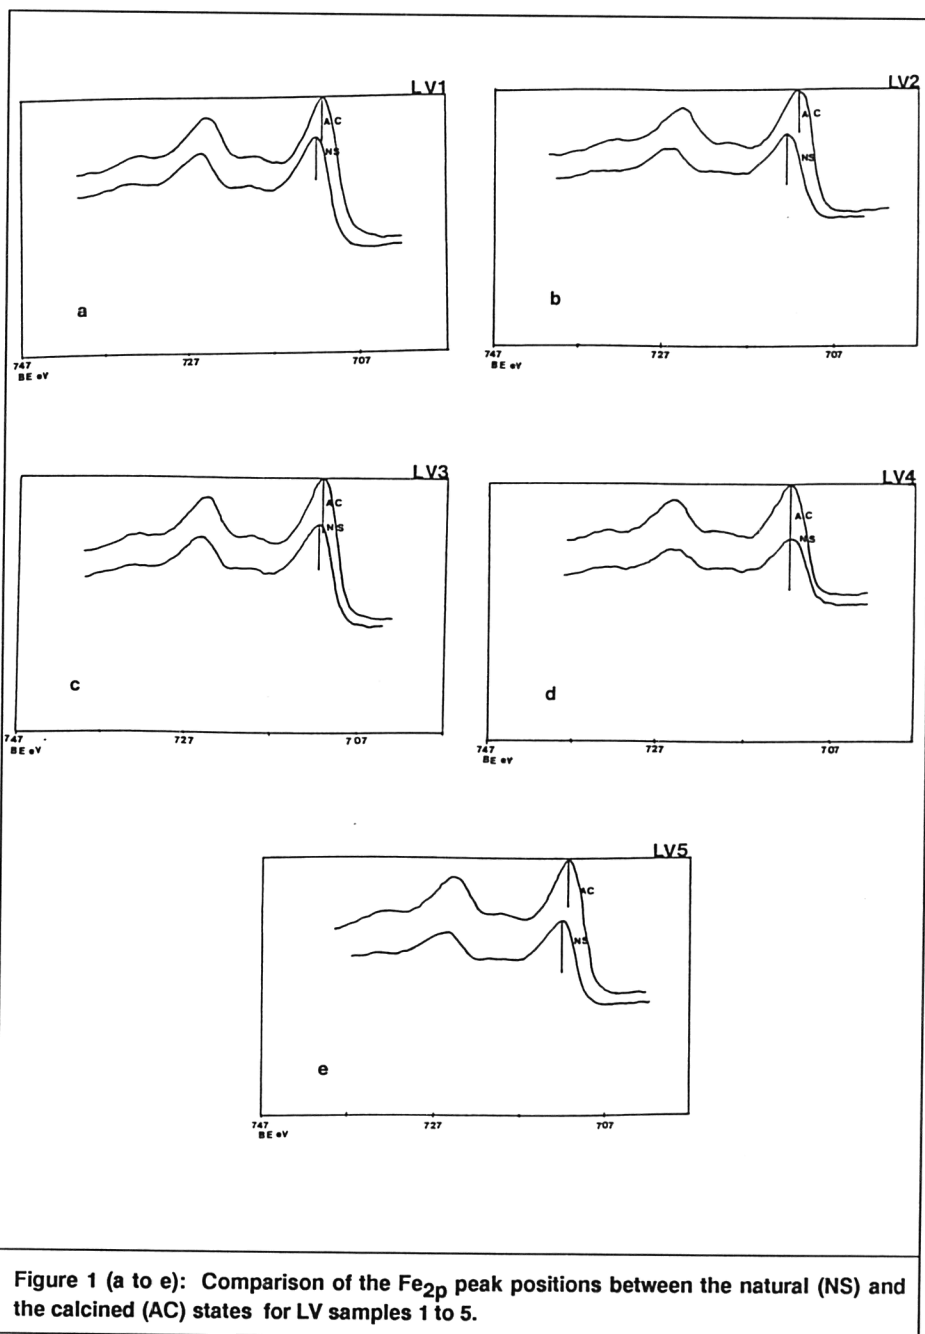 LV1
AC
NS
a
747 727 707
BE eV
LV2
AC
NS
b
747 727 707
BE eV
LV3
AC
NS
c
747 727 707
BE eV
LV4
AC
NS
d
747 727 707
BE eV
LV5
AC
NS
e
747 727 707
BE eV
Figure 1 (a to e): Comparison of the Fe2p peak positions between the natural (NS) and
the calcined (AC) states for LV samples 1 to 5.